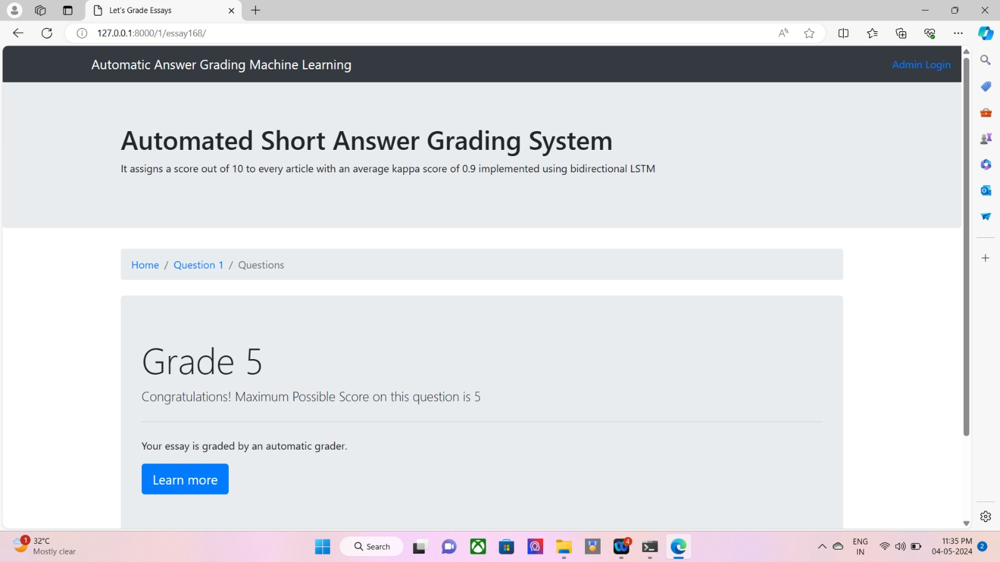 Let's Grade Essays
127.0.0.1:8000/1/essay168/
Automatic Answer Grading Machine Learning
Admin Login
Automated Short Answer Grading System
It assigns a score out of 10 to every article with an average kappa score of 0.9 implemented using bidirectional LSTM
Home / Question 1 / Questions
Grade 5
Congratulations! Maximum Possible Score on this question is 5
Your essay is graded by an automatic grader.
Learn more
1
32°C
Mostly clear
Search
4
ENG
IN
11:35 PM
04-05-2024
2